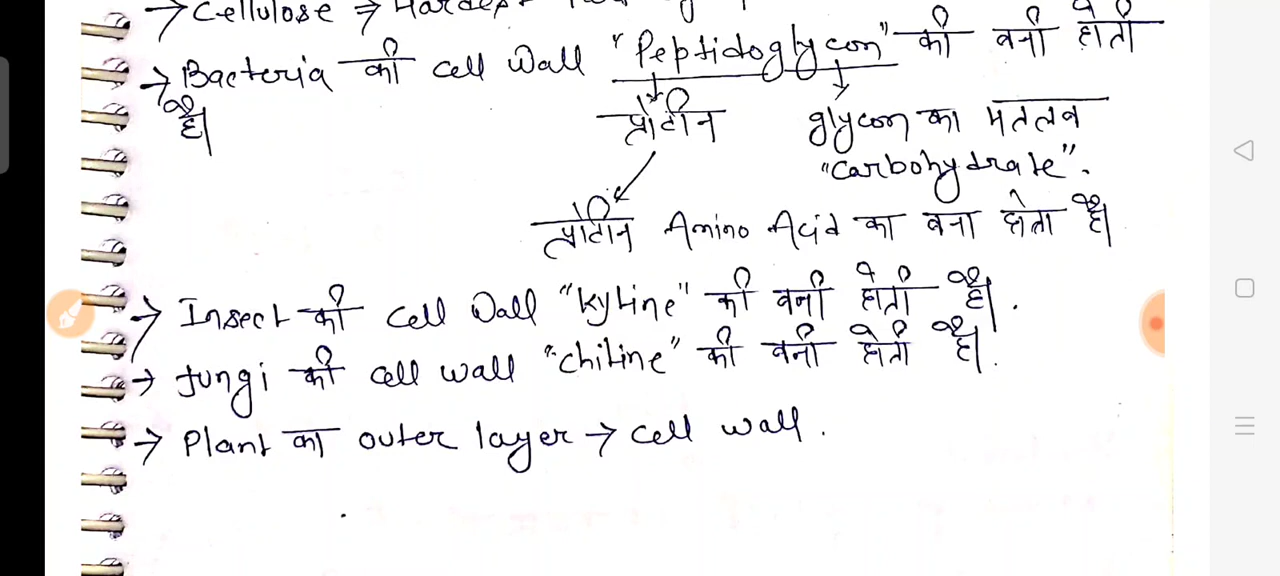 → Cellulose ⇒
→ Bacteria की cell wall "Peptidoglycon" की बनी होती
है।
प्रोटीन glycon का मतलब
"carbohydrate".
प्रोटीन Amino Acid का बना होता है।
→ Insect की cell wall "kytine" की बनी होती है।.
→ fungi की cell wall "chitine" की बनी होती है।.
→ Plant का outer layer → cell wall.